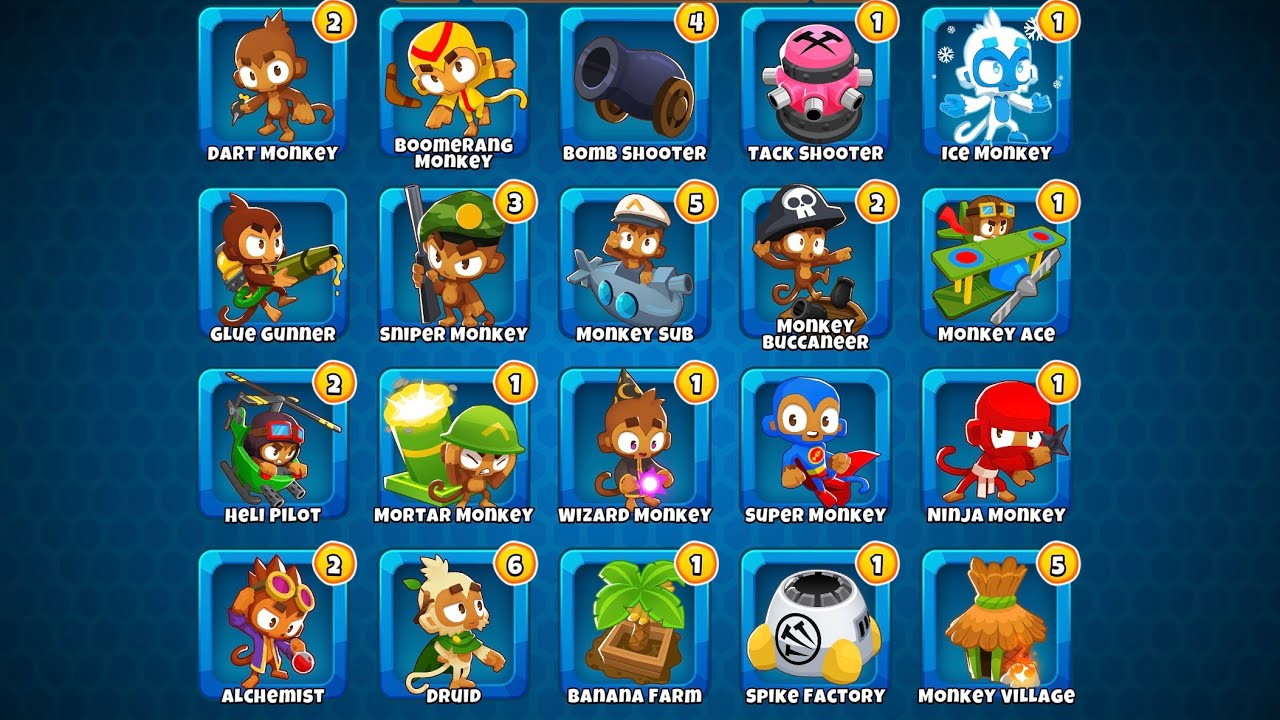 2
4
1
1
DART MONKEY
BOOMERANG
MONKEY
BOMB SHOOTER
TACK SHOOTER
ICE MONKEY
3
5
2
1
GLUE GUNNER
SNIPER MONKEY
MONKEY SUB
MONKEY
BUCCANEER
MONKEY ACE
2
1
1
1
HELI PILOT
MORTAR MONKEY
WIZARD MONKEY
SUPER MONKEY
NINJA MONKEY
2
6
1
1
5
ALCHEMIST
DRUID
BANANA FARM
SPIKE FACTORY
MONKEY VILLAGE